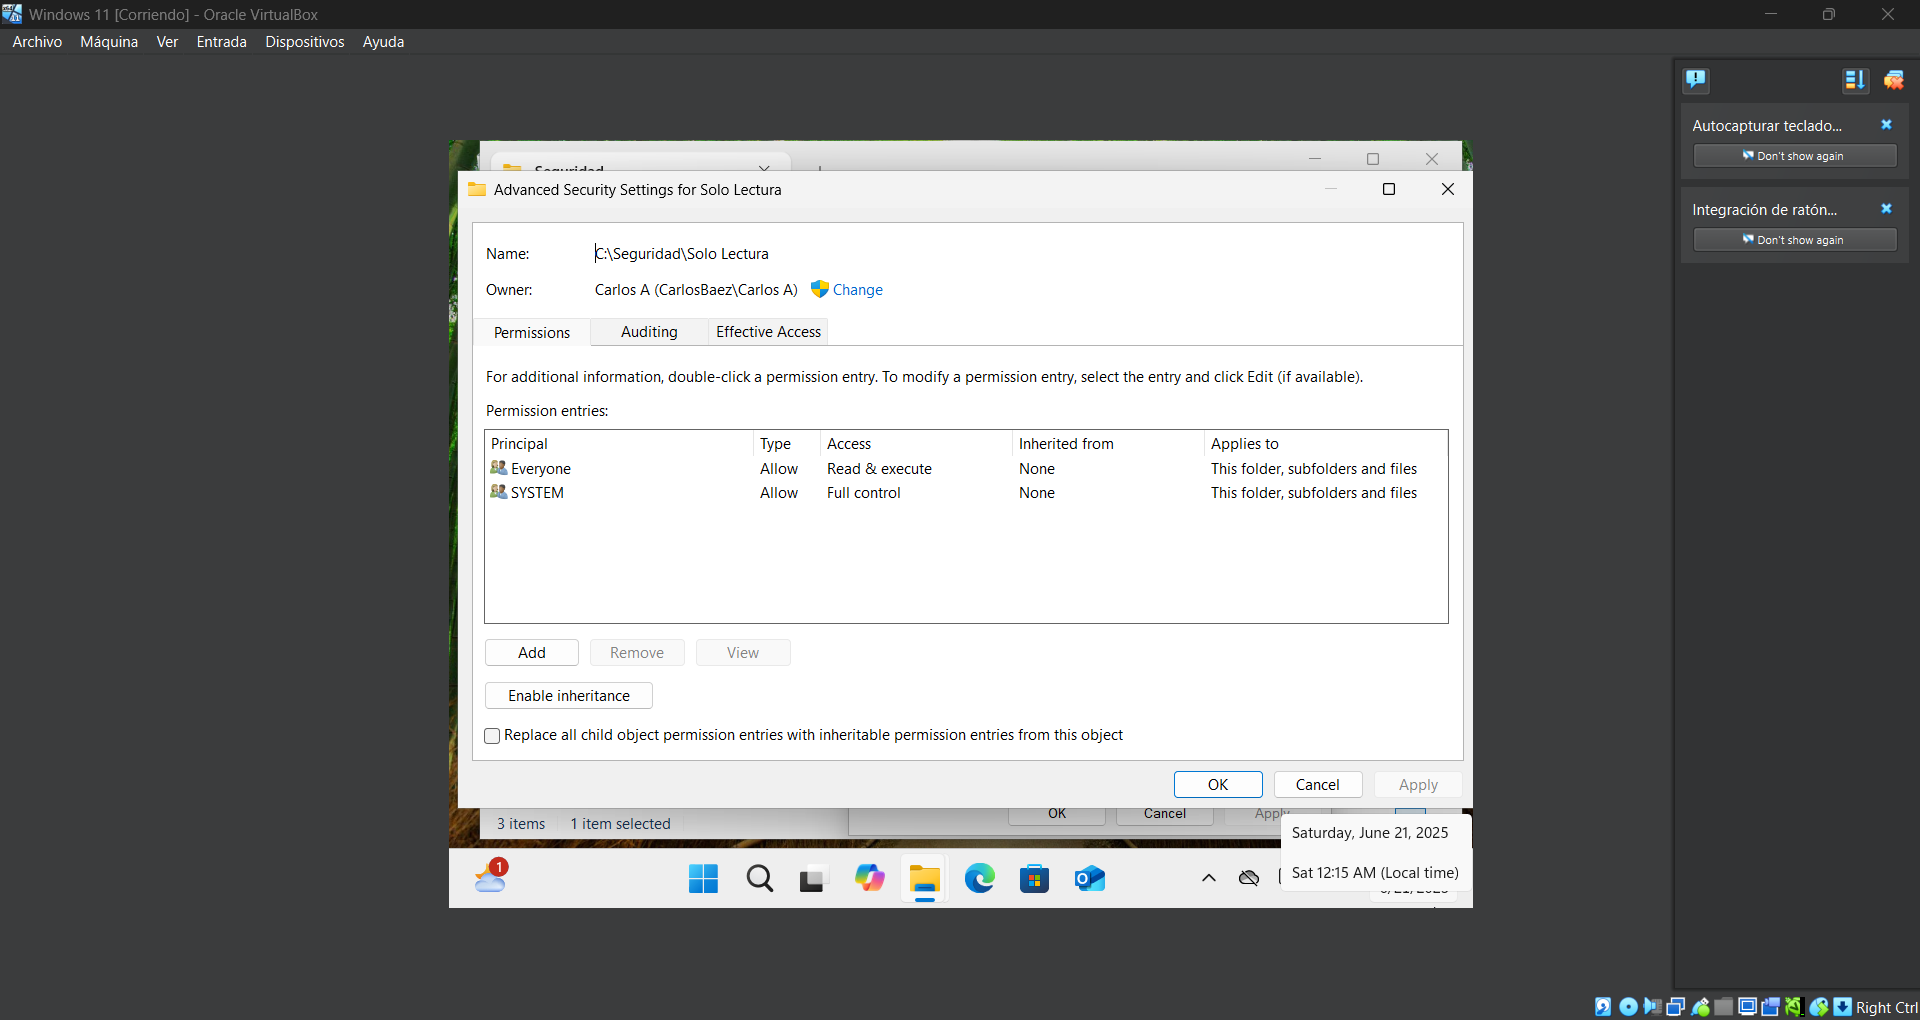 Windows 11 [Corriendo] - Oracle VirtualBox
Archivo Máquina Ver Entrada Dispositivos Ayuda
Autocapturar teclado...
Don't show again
Integración de ratón...
Don't show again
Seguridad
Advanced Security Settings for Solo Lectura
Name: C:\Seguridad\Solo Lectura
Owner: Carlos A (CarlosBaez\Carlos A) Change
Permissions Auditing Effective Access
For additional information, double-click a permission entry. To modify a permission entry, select the entry and click Edit (if available).
Permission entries:
Principal Type Access Inherited from Applies to
Everyone Allow Read & execute None This folder, subfolders and files
SYSTEM Allow Full control None This folder, subfolders and files
Add Remove View
Enable inheritance
Replace all child object permission entries with inheritable permission entries from this object
OK Cancel Apply
OK Cancel Apply
3 items 1 item selected
Saturday, June 21, 2025
Sat 12:15 AM (Local time)
1
Right Ctrl